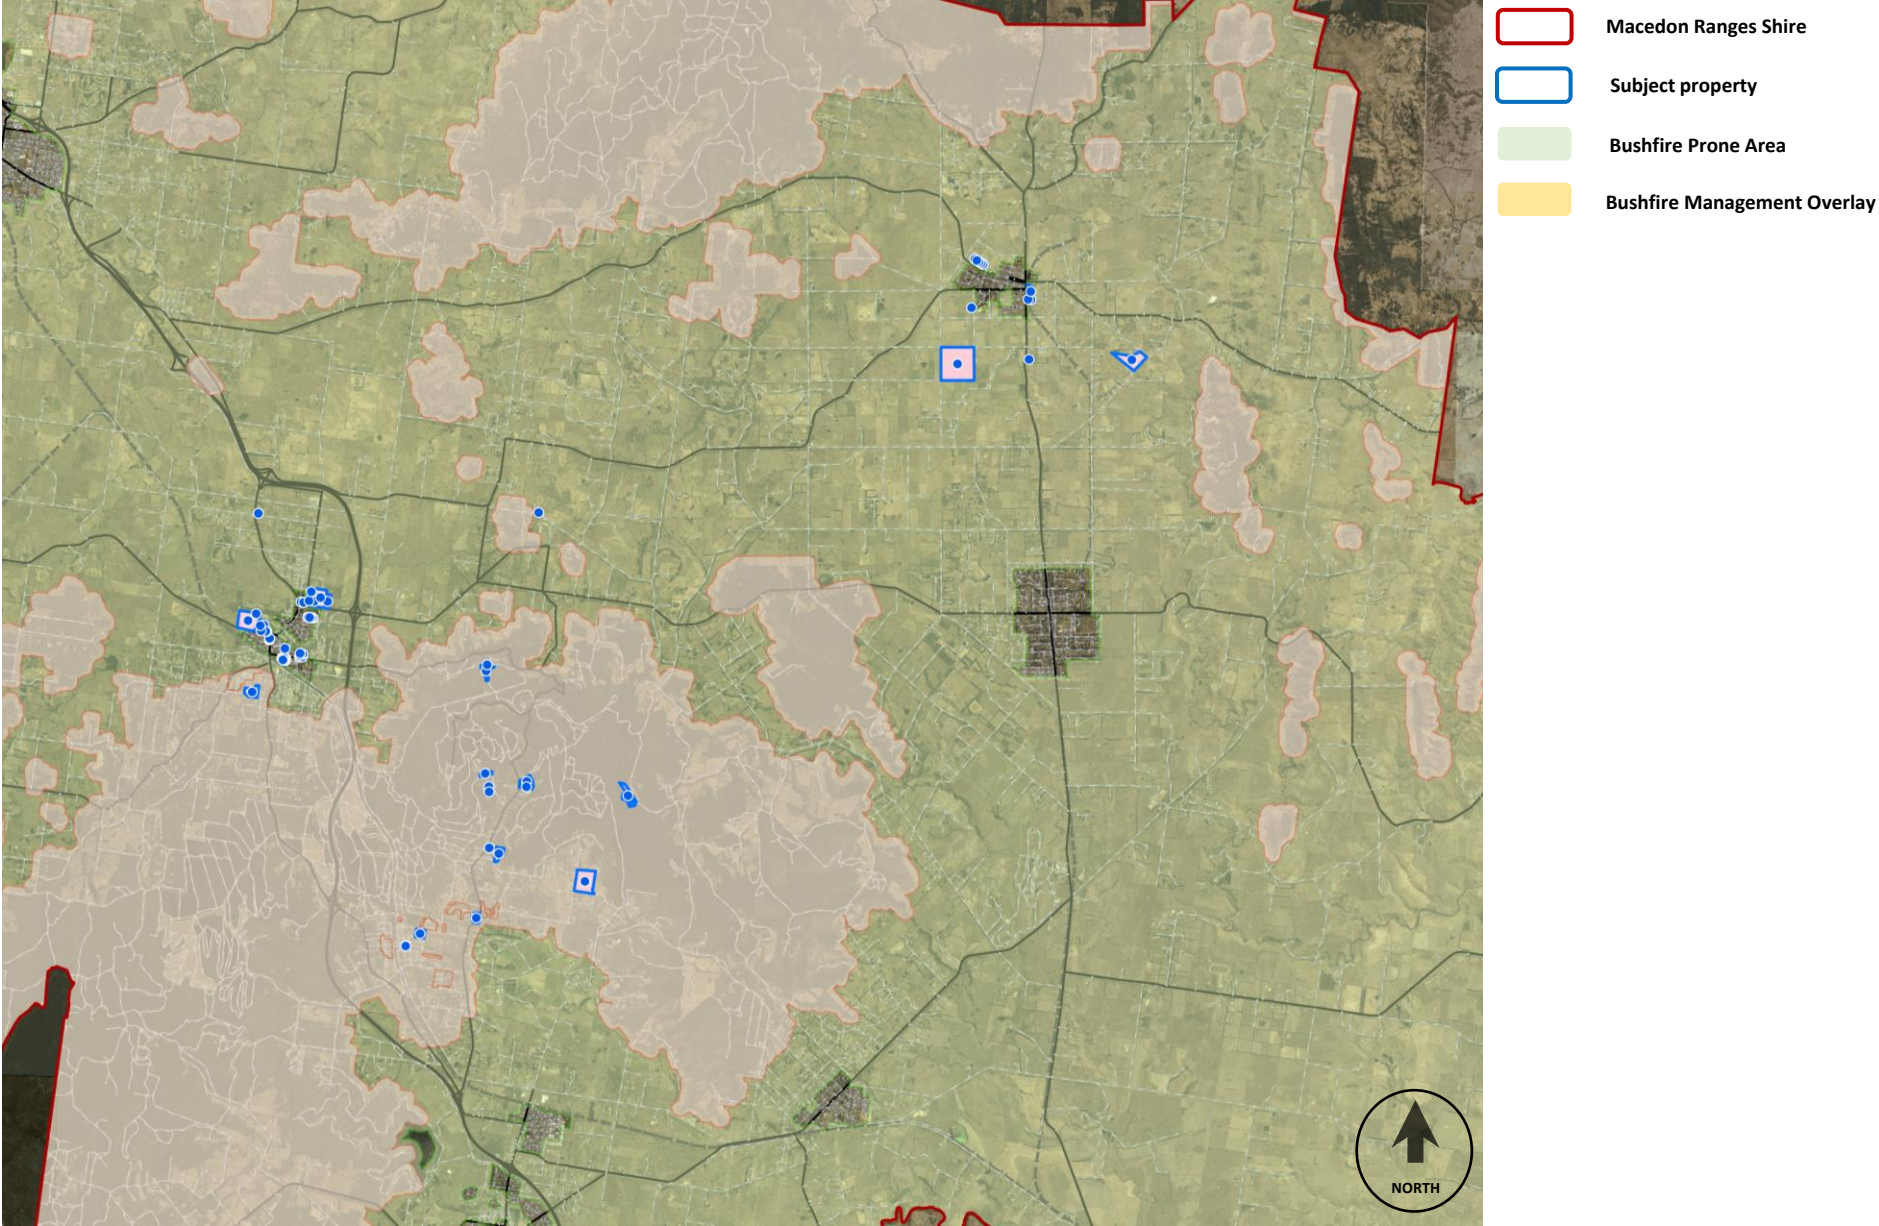 Macedon Ranges Shire
Subject property
Bushfire Prone Area
Bushfire Management Overlay
NORTH